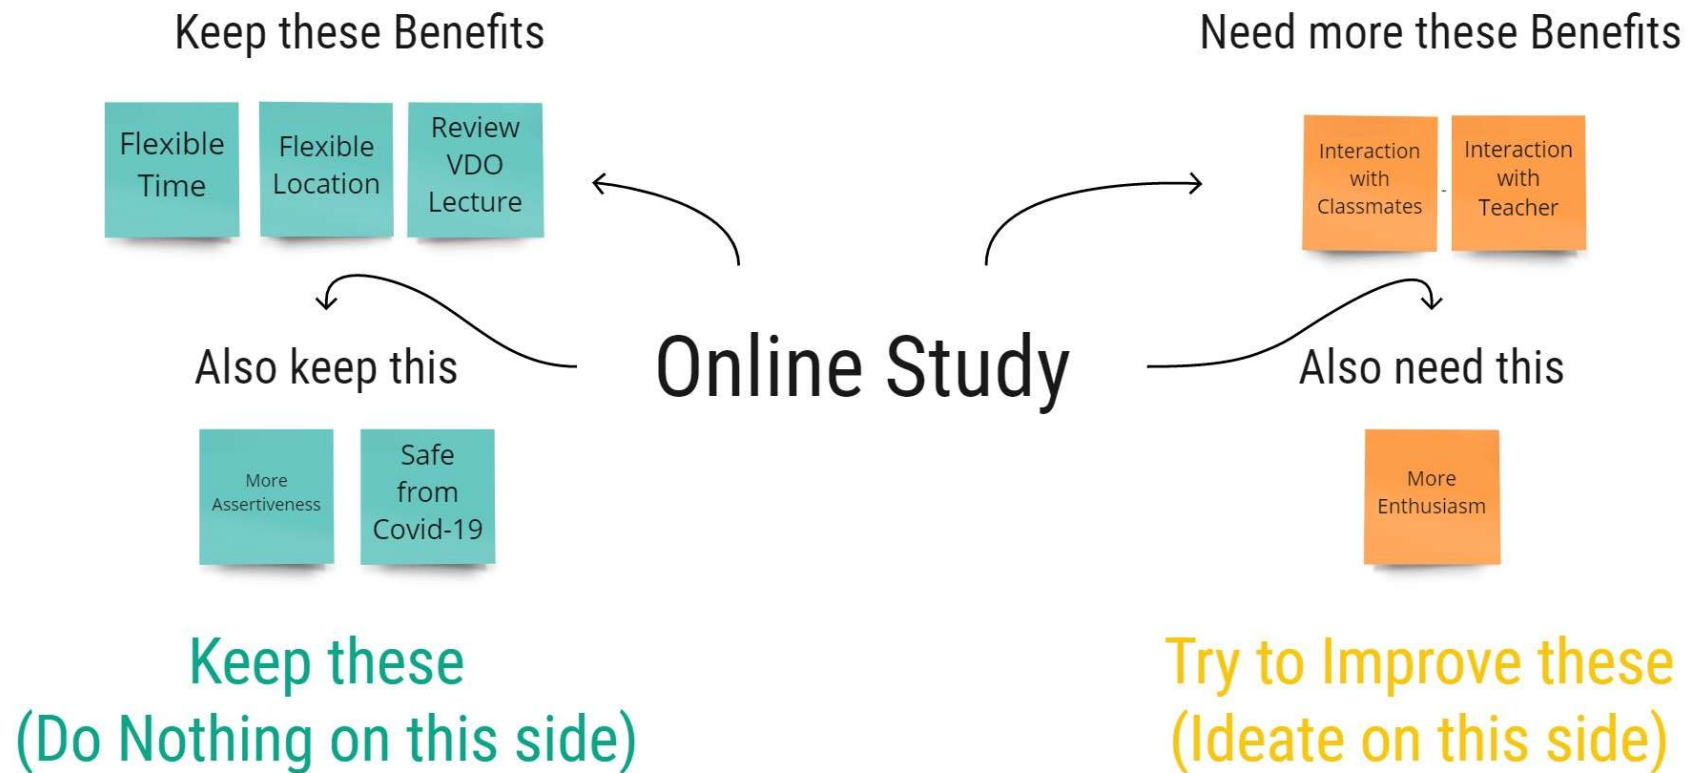 Keep these Benefits
Flexible
Time
Flexible
Location
Review
VDO
Lecture
Also keep this
More
Assertiveness
Safe
from
Covid-19
Keep these
(Do Nothing on this side)
Online Study
Need more these Benefits
Interaction
with
Classmates
-
Interaction
with
Teacher
Also need this
More
Enthusiasm
Try to Improve these
(Ideate on this side)